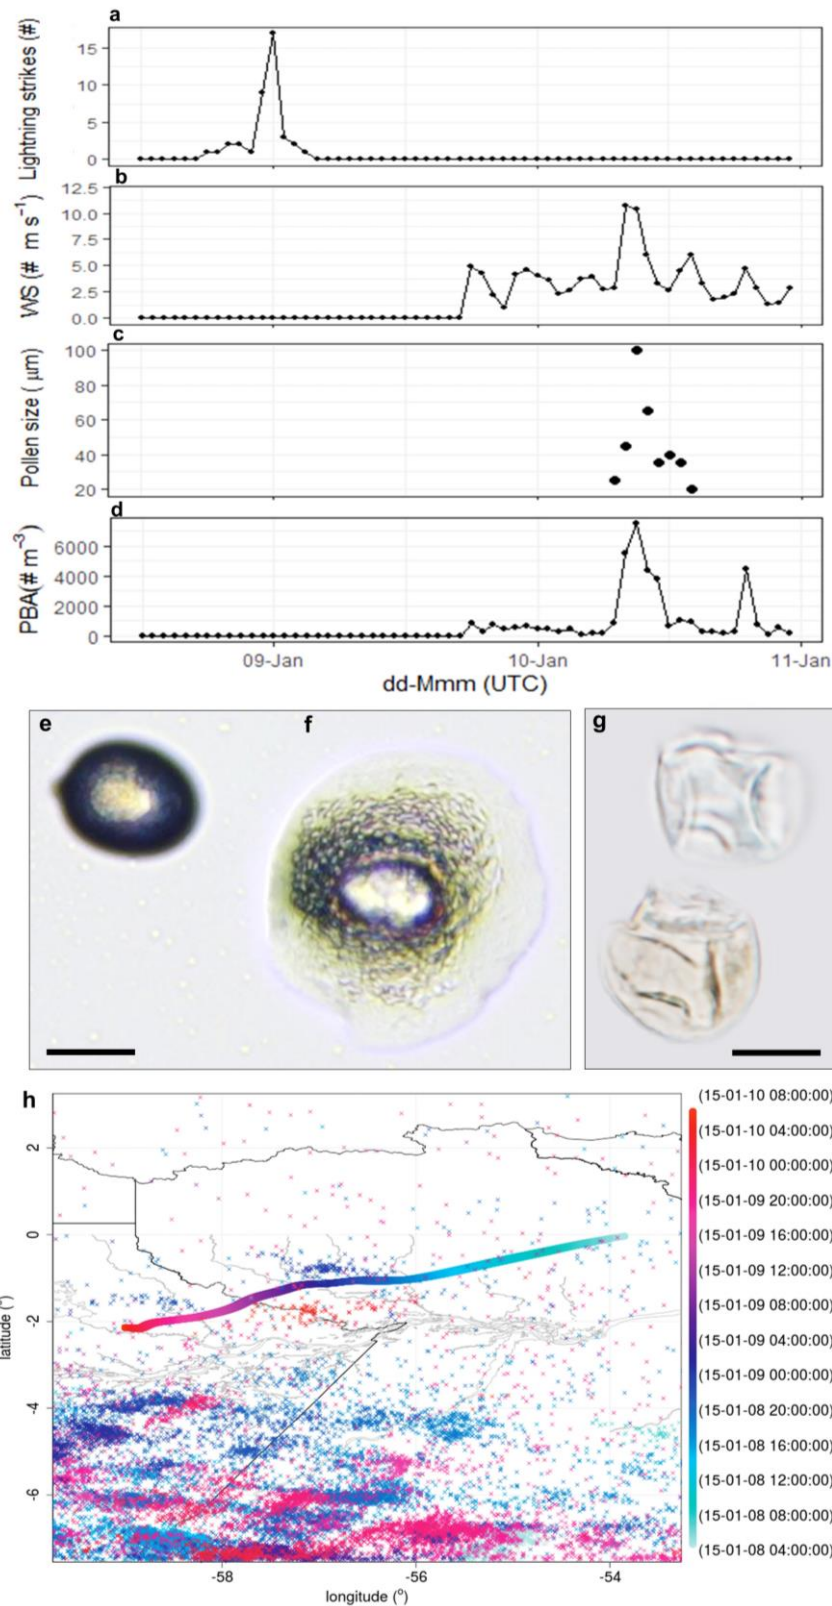 a
Lightning strikes (#)
15
10
5
0
b
WS (# m s⁻¹)
12.5
10.0
7.5
5.0
2.5
0.0
c
Pollen size ( μm)
100
80
60
40
20
d
PBA(# m⁻³)
6000
4000
2000
0
09-Jan 10-Jan 11-Jan
dd-Mmm (UTC)
e f g
h
latitude (°)
2
0
-2
-4
-6
-58 -56 -54
longitude (°)
(15-01-10 08:00:00)
(15-01-10 04:00:00)
(15-01-10 00:00:00)
(15-01-09 20:00:00)
(15-01-09 16:00:00)
(15-01-09 12:00:00)
(15-01-09 08:00:00)
(15-01-09 04:00:00)
(15-01-09 00:00:00)
(15-01-08 20:00:00)
(15-01-08 16:00:00)
(15-01-08 12:00:00)
(15-01-08 08:00:00)
(15-01-08 04:00:00)